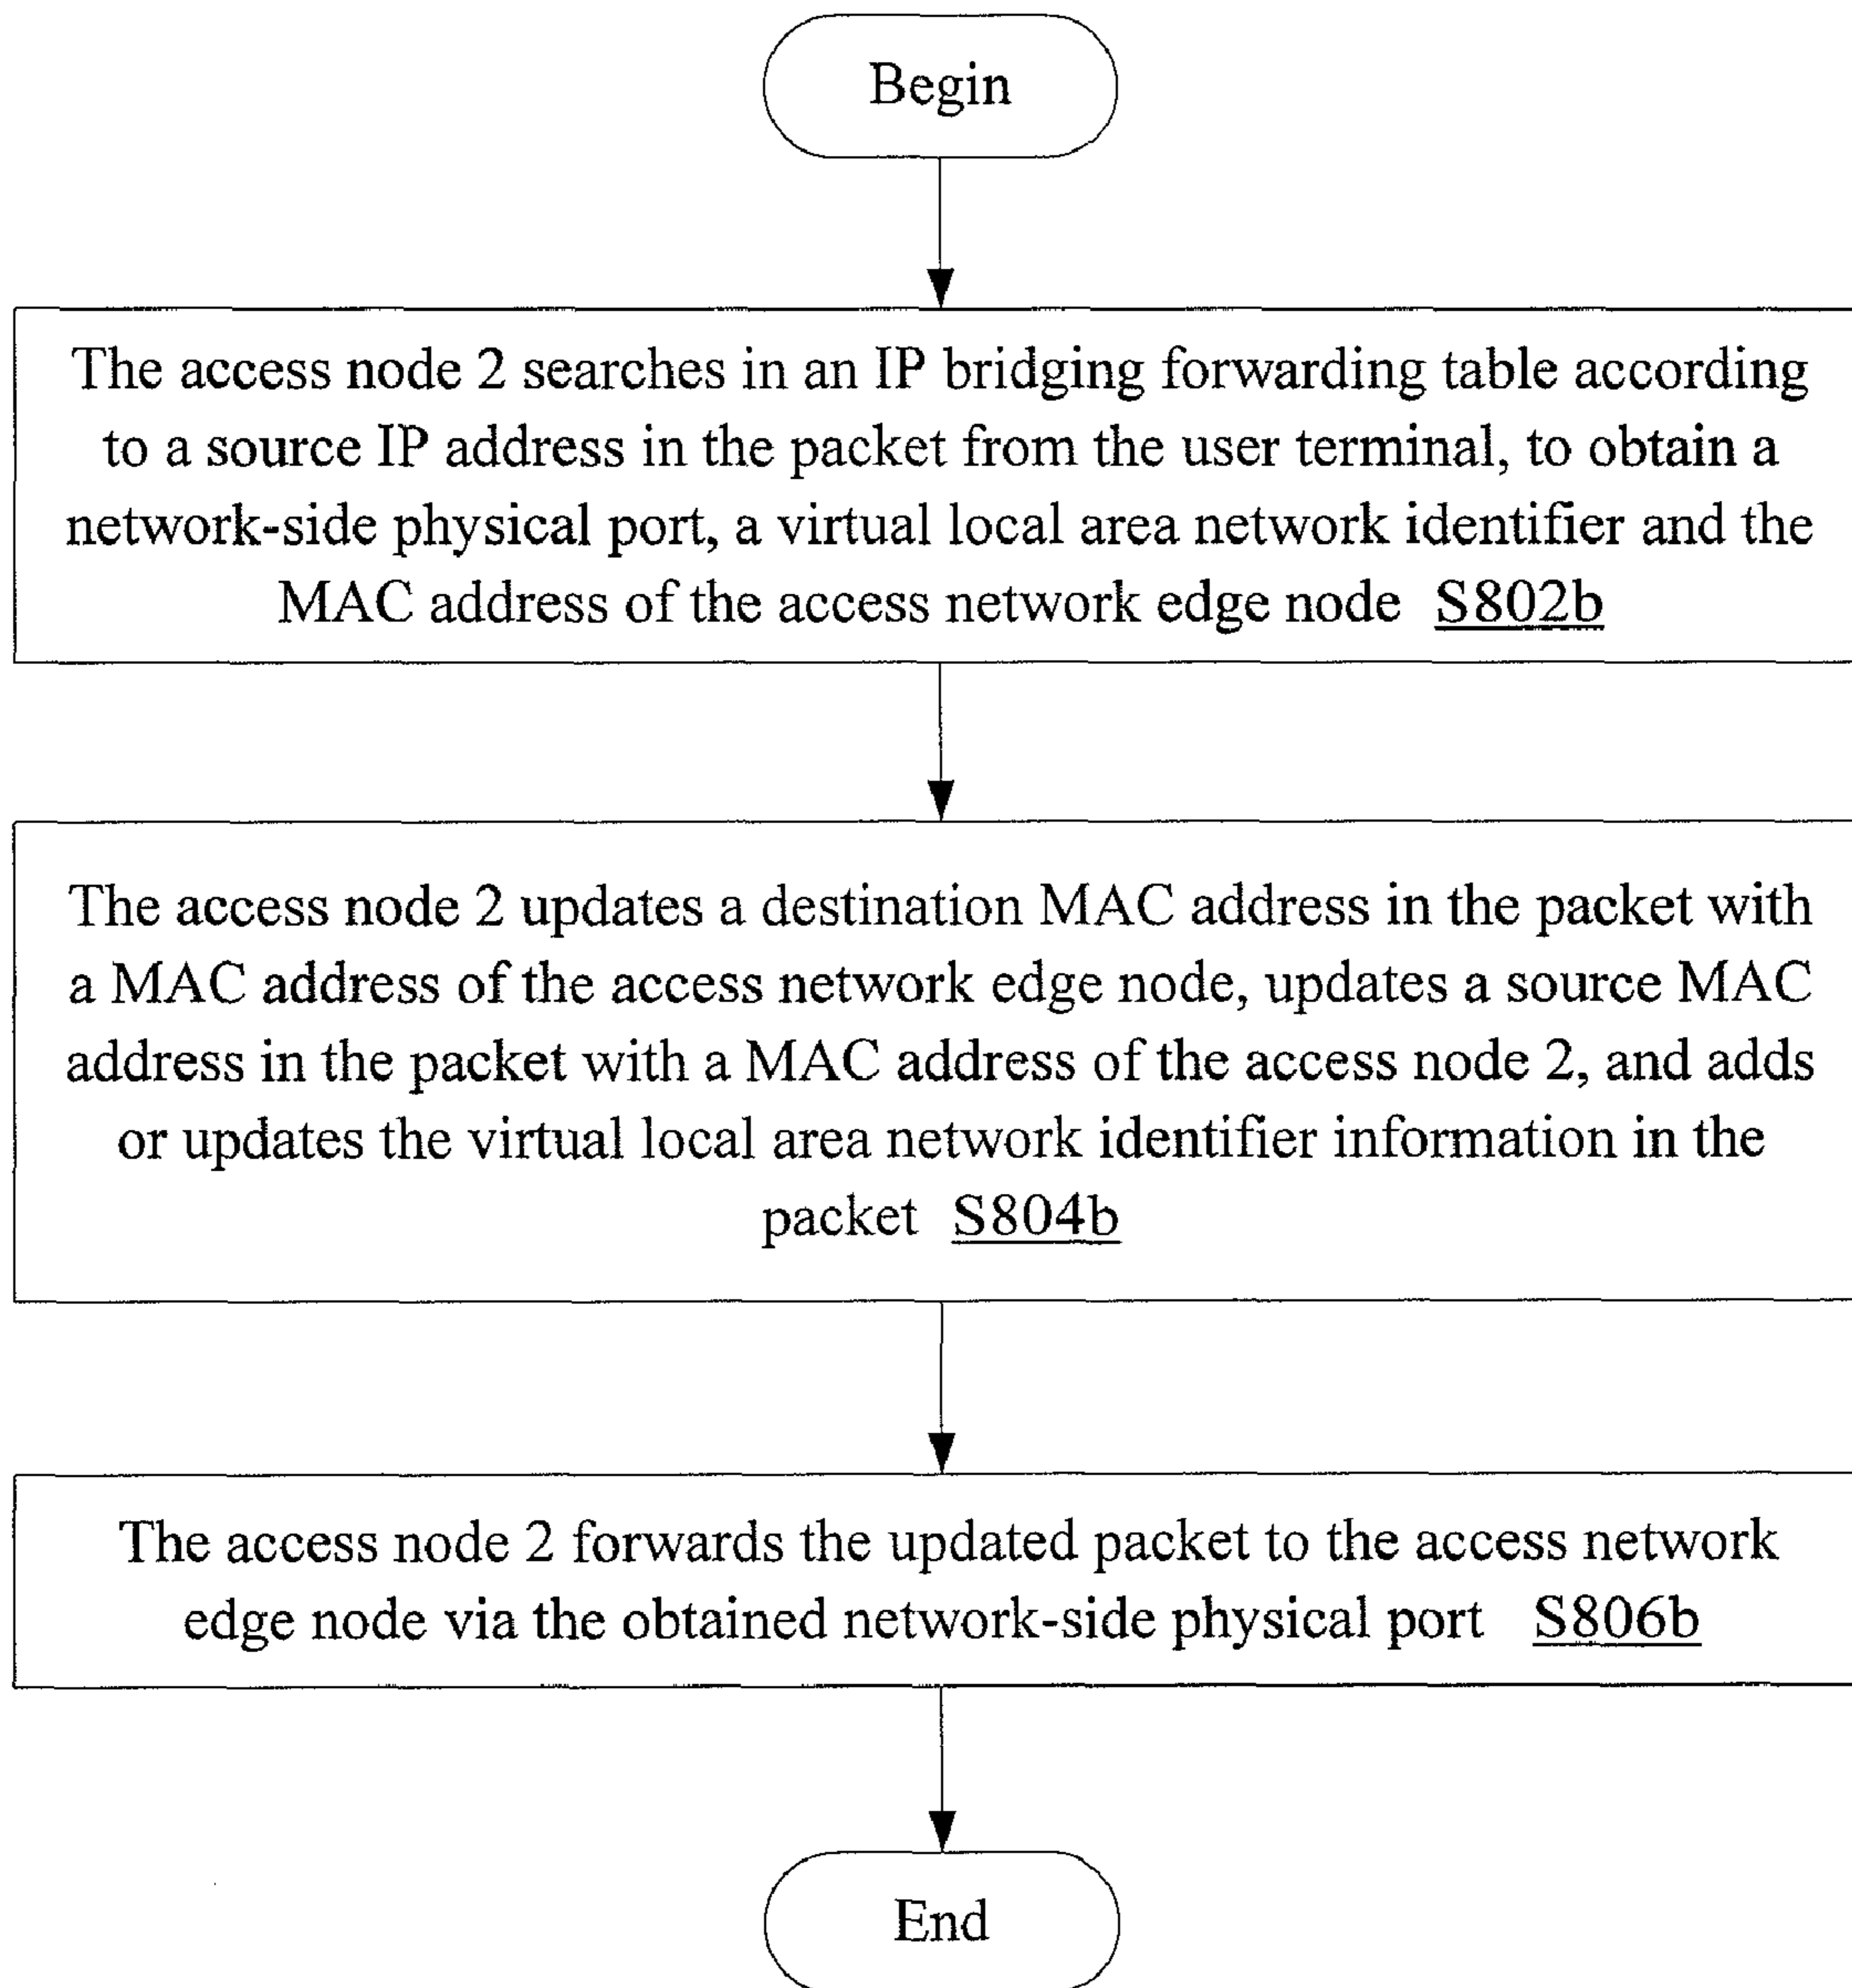 Begin
The access node 2 searches in an IP bridging forwarding table according
to a source IP address in the packet from the user terminal, to obtain a
network-side physical port, a virtual local area network identifier and the
MAC address of the access network edge node S802b
The access node 2 updates a destination MAC address in the packet with
a MAC address of the access network edge node, updates a source MAC
address in the packet with a MAC address of the access node 2, and adds
or updates the virtual local area network identifier information in the
packet S804b
The access node 2 forwards the updated packet to the access network
edge node via the obtained network-side physical port S806b
End